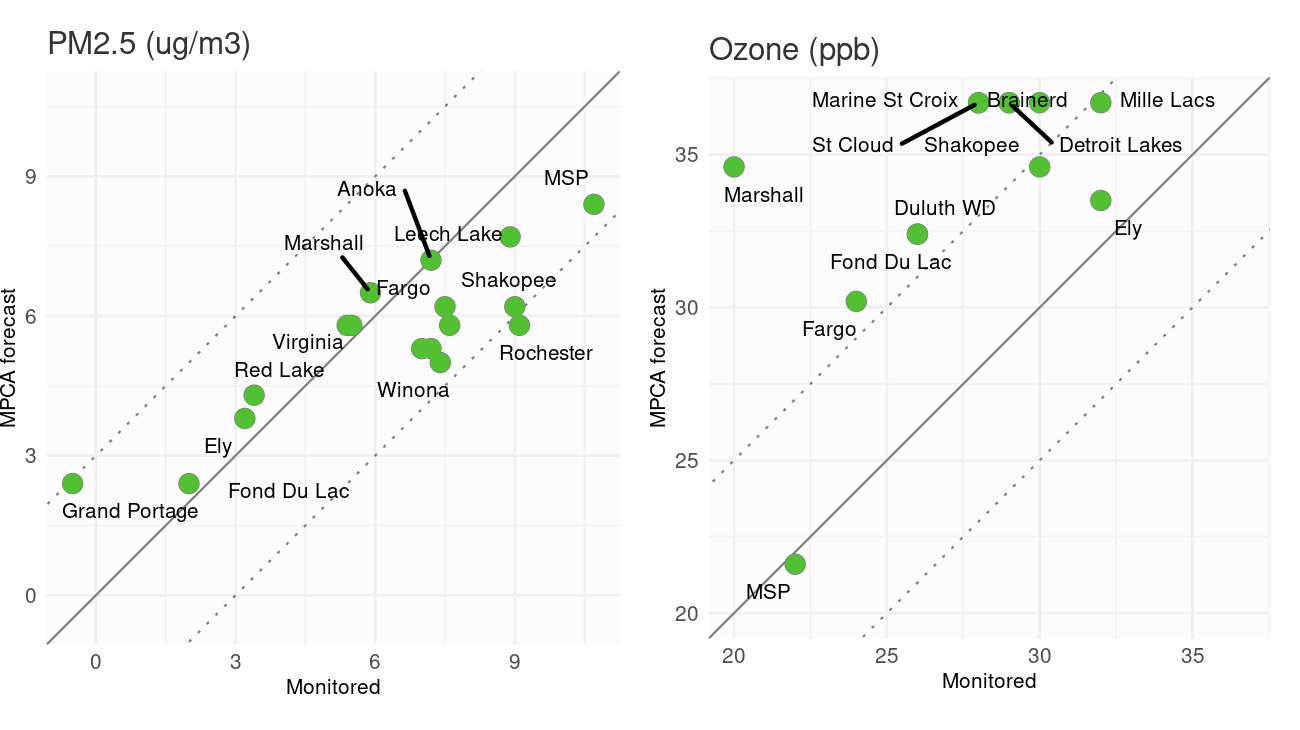 PM2.5 (ug/m3)
MPCA forecast
9
6
3
0
MSP
Anoka
Leech Lake
Marshall
Shakopee
Fargo
Virginia
Rochester
Red Lake
Winona
Ely
Fond Du Lac
Grand Portage
0 3 6 9
Monitored
Ozone (ppb)
MPCA forecast
35
30
25
20
Marine St Croix Brainerd Mille Lacs
St Cloud Shakopee Detroit Lakes
Marshall
Duluth WD
Ely
Fond Du Lac
Fargo
MSP
20 25 30 35
Monitored